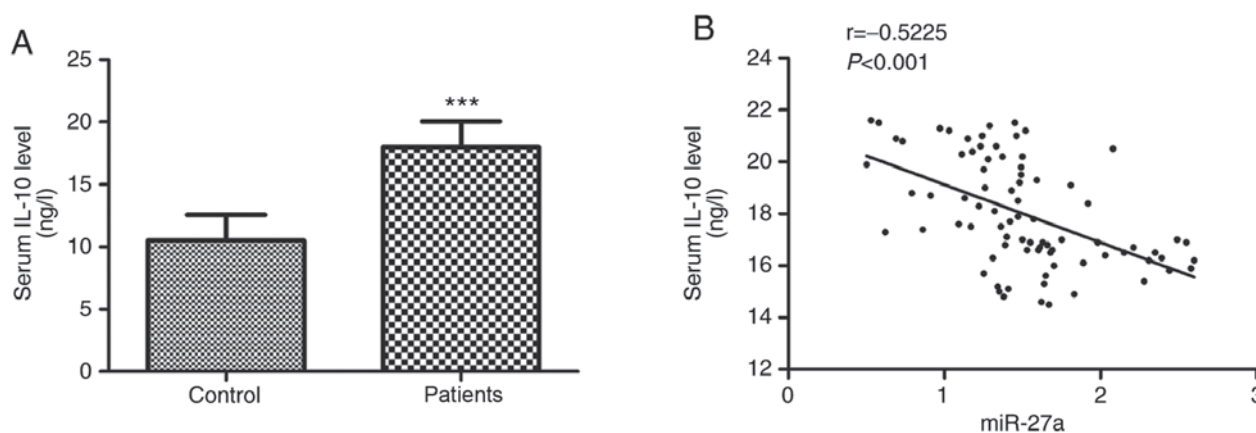 A
Serum IL-10 level
(ng/l)
25
20
15
10
5
0
***
Control
Patients
B
r=−0.5225
P<0.001
Serum IL-10 level
(ng/l)
24
22
20
18
16
14
12
0
1
2
3
miR-27a